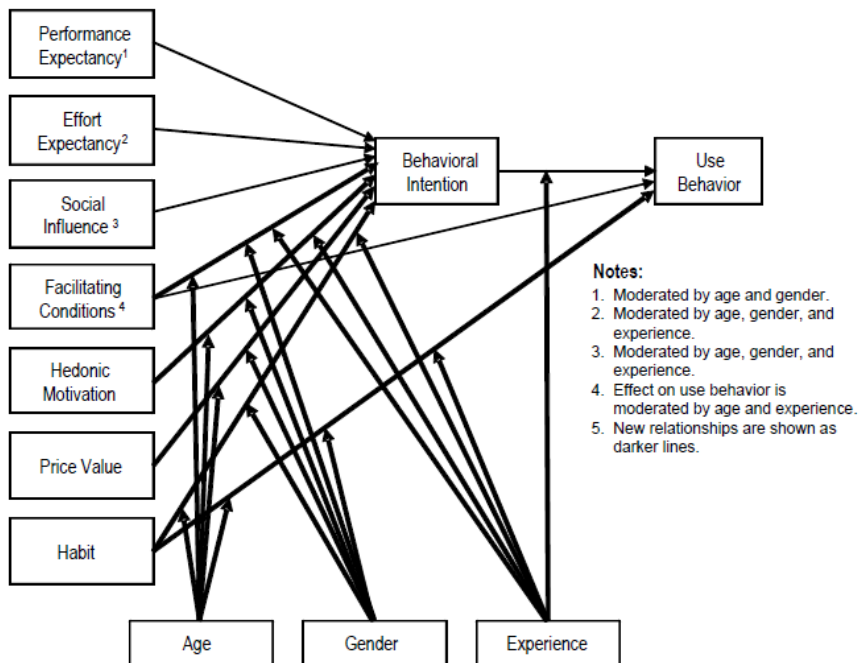 Performance
Expectancy1
Effort
Expectancy2
Social
Influence 3
Facilitating
Conditions 4
Hedonic
Motivation
Price Value
Habit
Behavioral
Intention
Use
Behavior
Notes:
1. Moderated by age and gender.
2. Moderated by age, gender, and
experience.
3. Moderated by age, gender, and
experience.
4. Effect on use behavior is
moderated by age and experience.
5. New relationships are shown as
darker lines.
Age
Gender
Experience